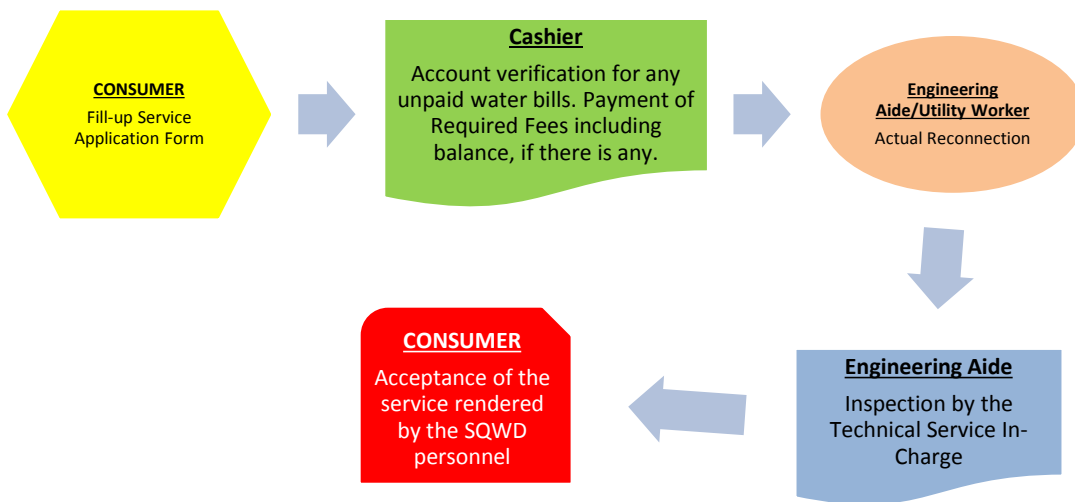 CONSUMER
Fill-up Service
Application Form
Cashier
Account verification for any
unpaid water bills. Payment of
Required Fees including
balance, if there is any.
Engineering
Aide/Utility Worker
Actual Reconnection
Engineering Aide
Inspection by the
Technical Service In-
Charge
CONSUMER
Acceptance of the
service rendered
by the SQWD
personnel